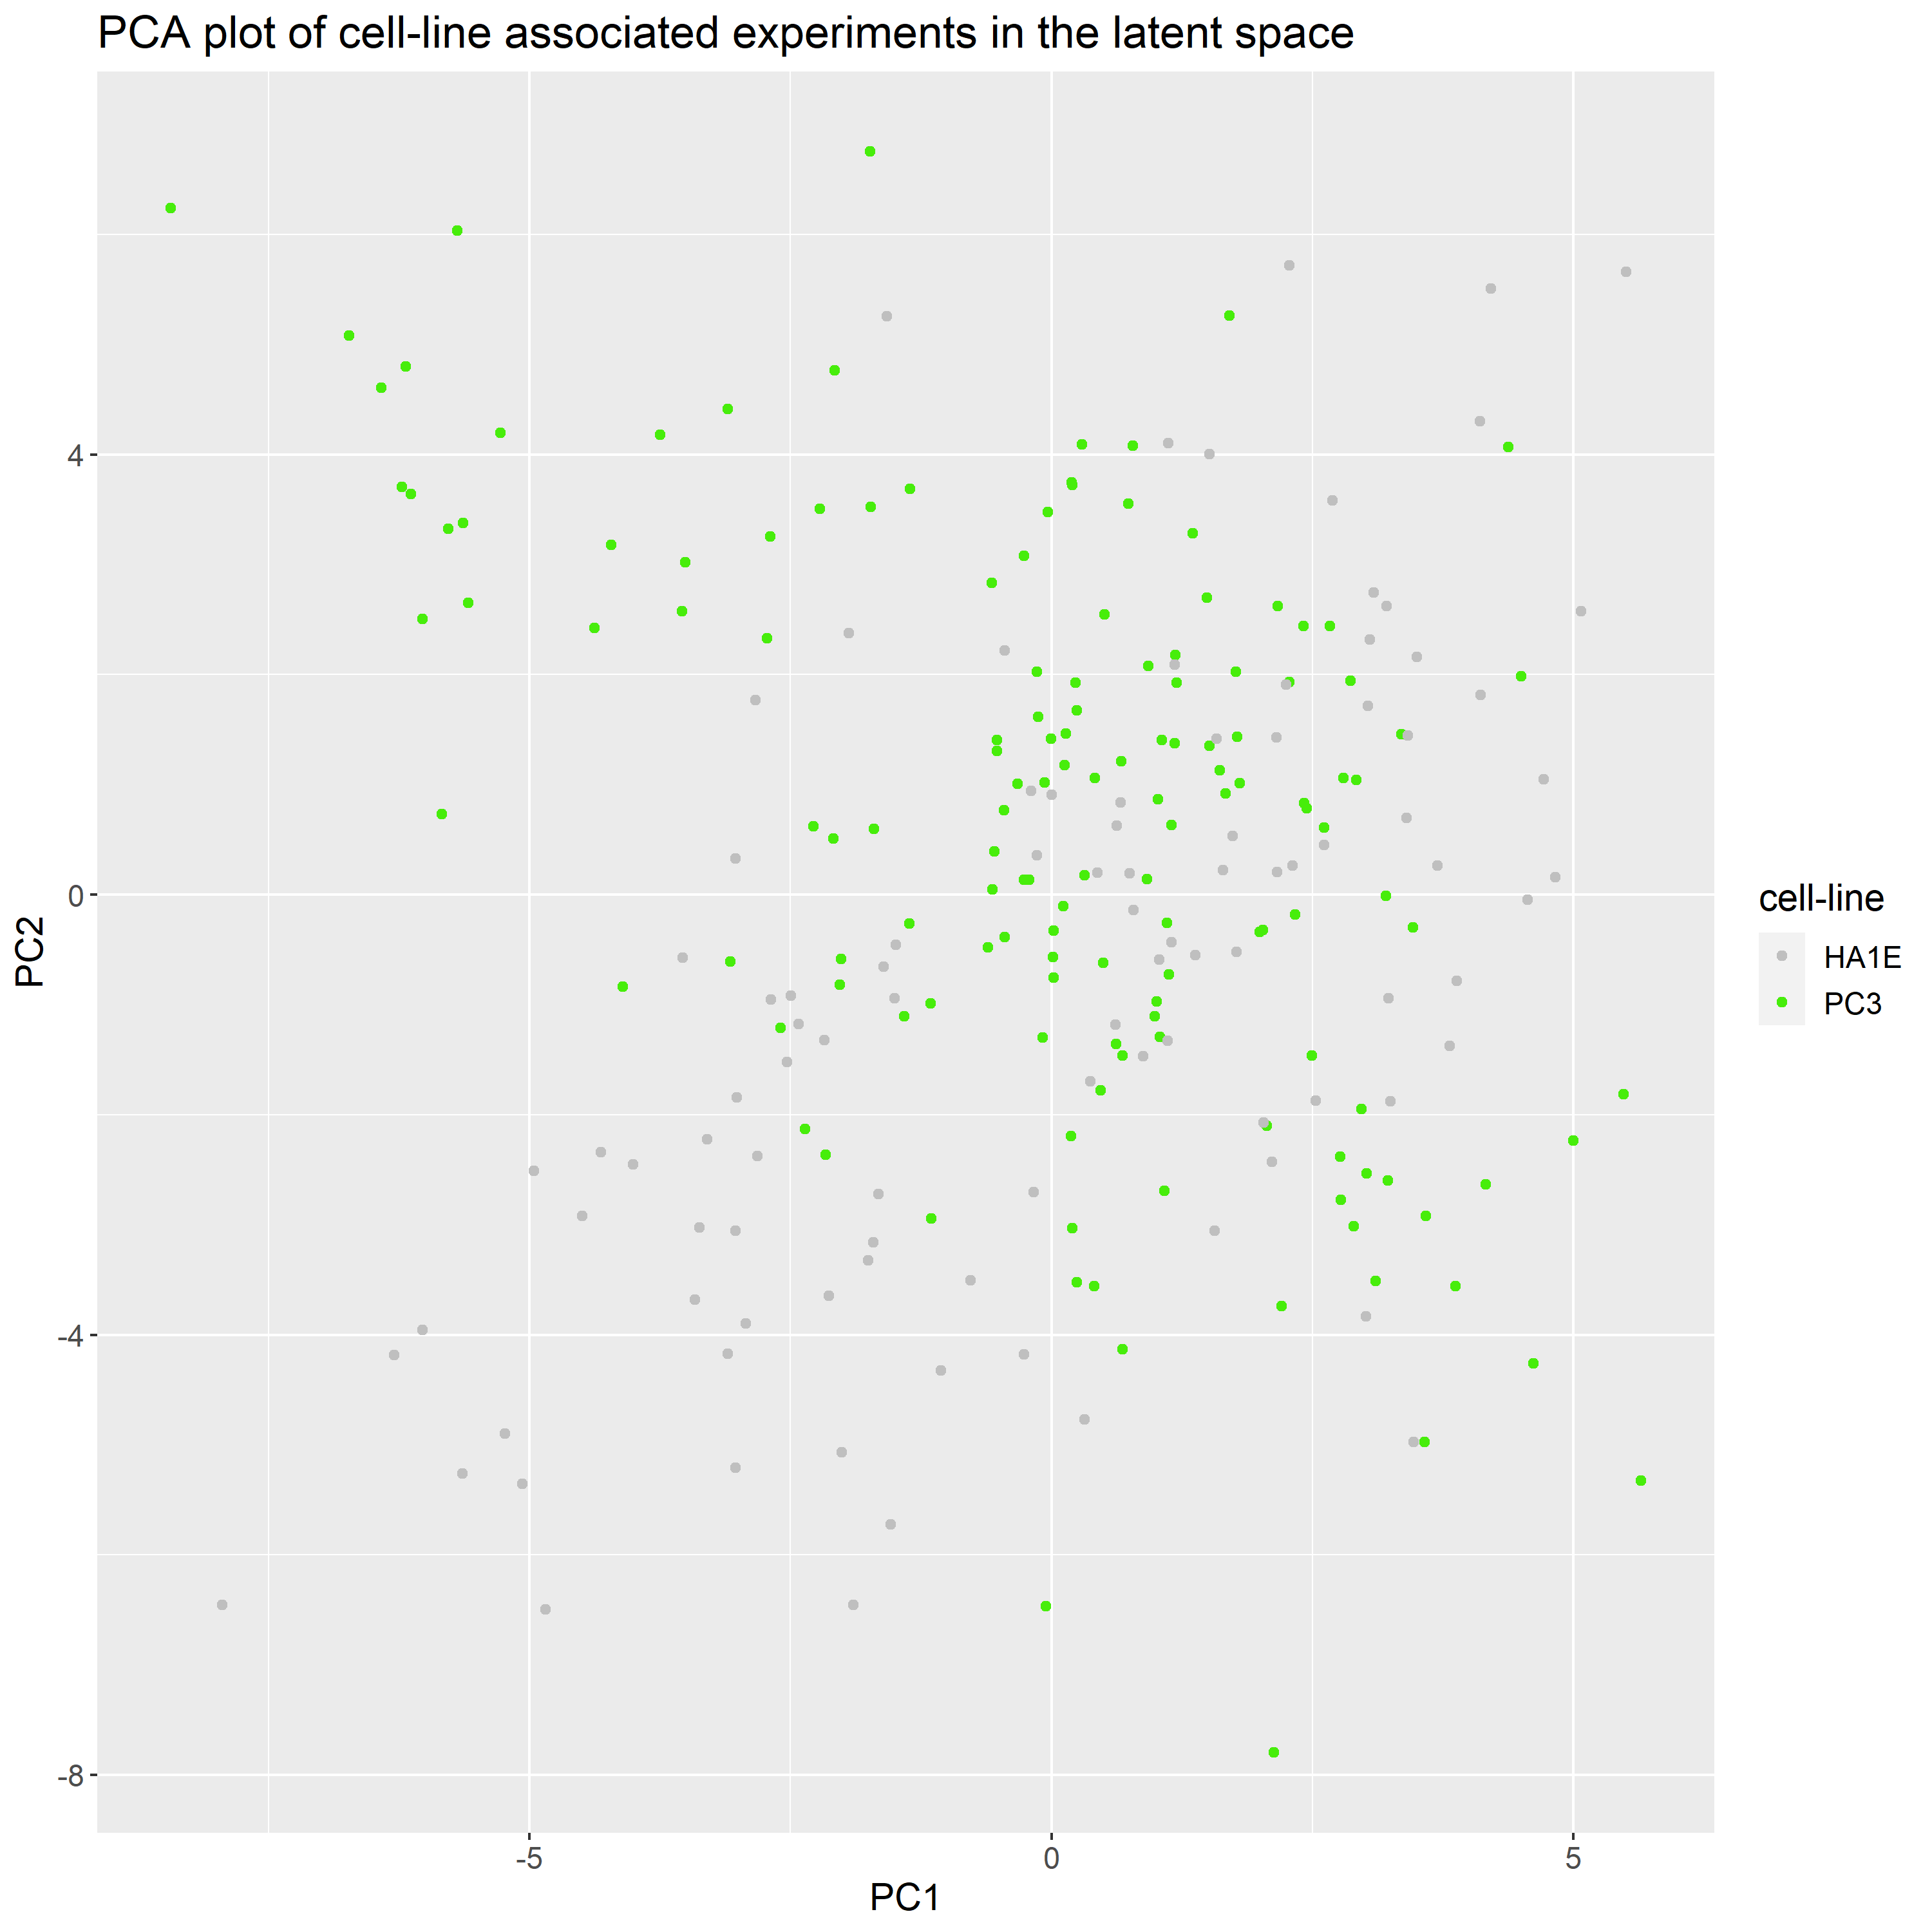 PCA plot of cell-line associated experiments in the latent space
4
0
-4
-8
PC2
-5
0
5
PC1
cell-line
HA1E
PC3